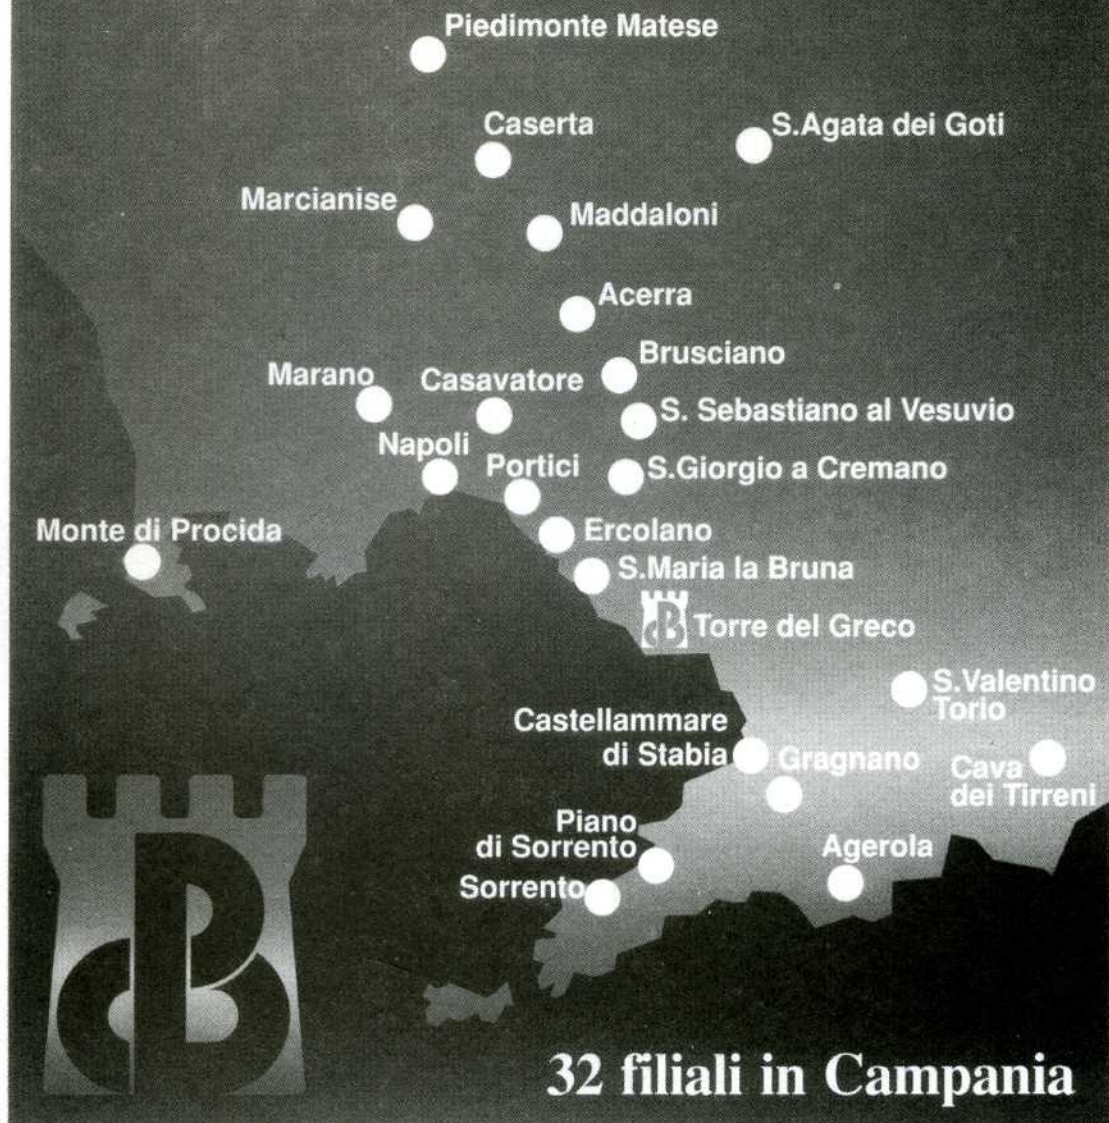 Piedimonte Matese
Caserta
S.Agata dei Goti
Marcianise
Maddaloni
Acerra
Brusciano
Marano
Casavatore
S. Sebastiano al Vesuvio
Napoli
Portici
S.Giorgio a Cremano
Monte di Procida
Ercolano
S.Maria la Bruna
Torre del Greco
S.Valentino
Torio
Castellammare
di Stabia
Gragnano
Cava
dei Tirreni
Piano
di Sorrento
Agerola
Sorrento
32 filiali in Campania